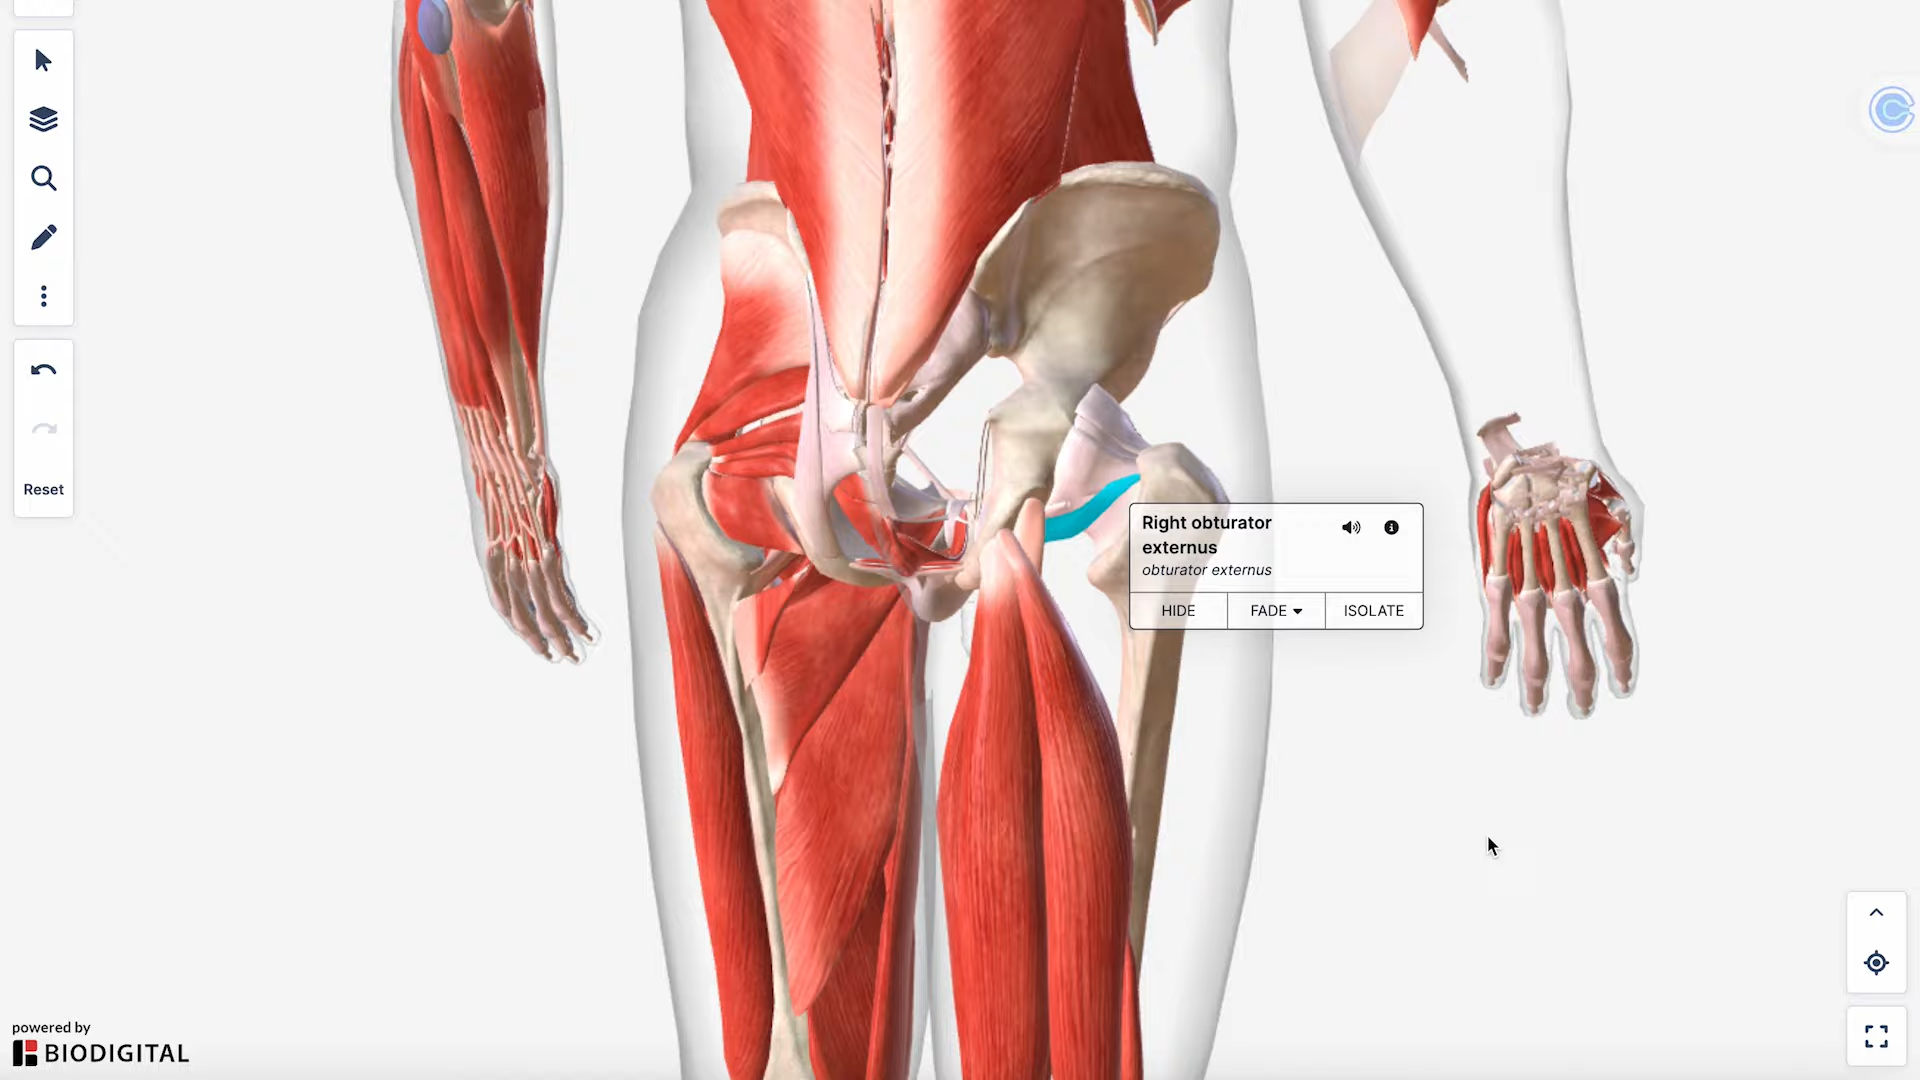 Reset
Right obturator
externus
obturator externus
HIDE
FADE
ISOLATE
powered by
BIODIGITAL